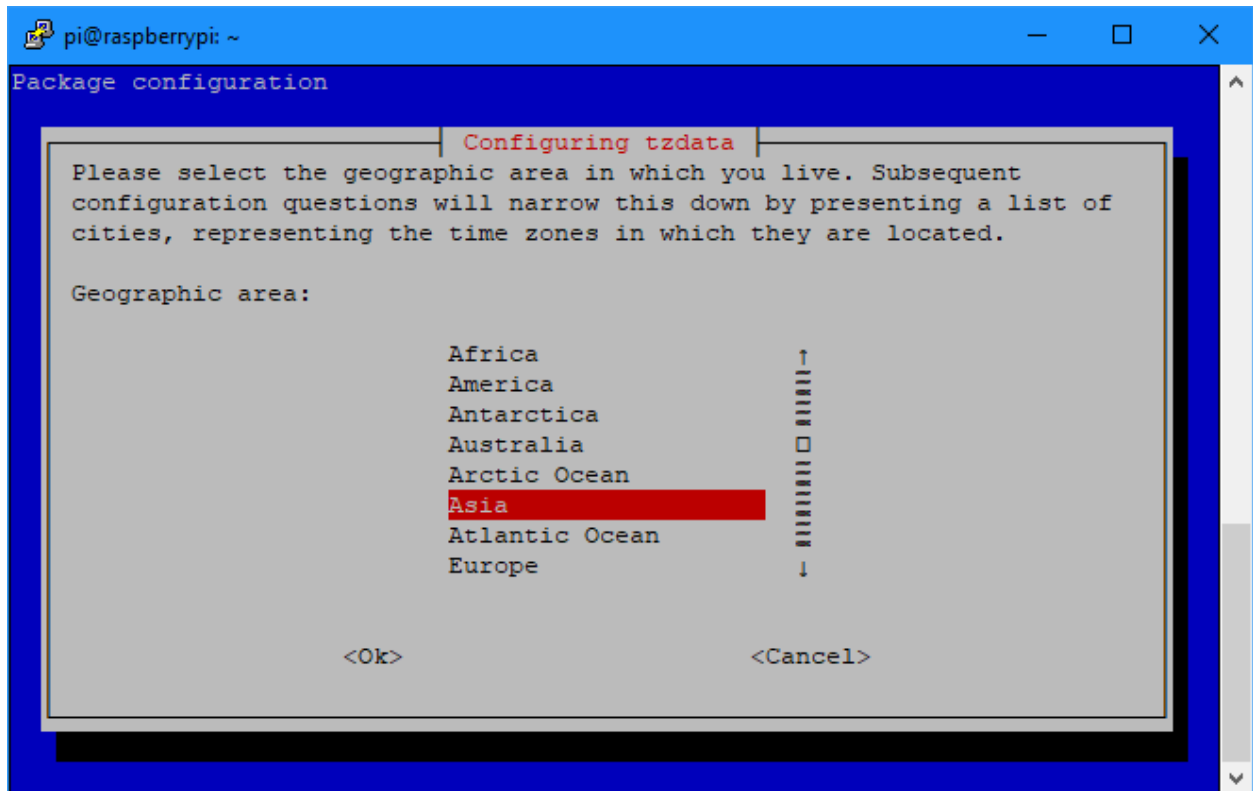 pi@raspberrypi: ~
Package configuration
Configuring tzdata
Please select the geographic area in which you live. Subsequent
configuration questions will narrow this down by presenting a list of
cities, representing the time zones in which they are located.
Geographic area:
Africa
America
Antarctica
Australia
Arctic Ocean
Asia
Atlantic Ocean
Europe
<Ok> <Cancel>